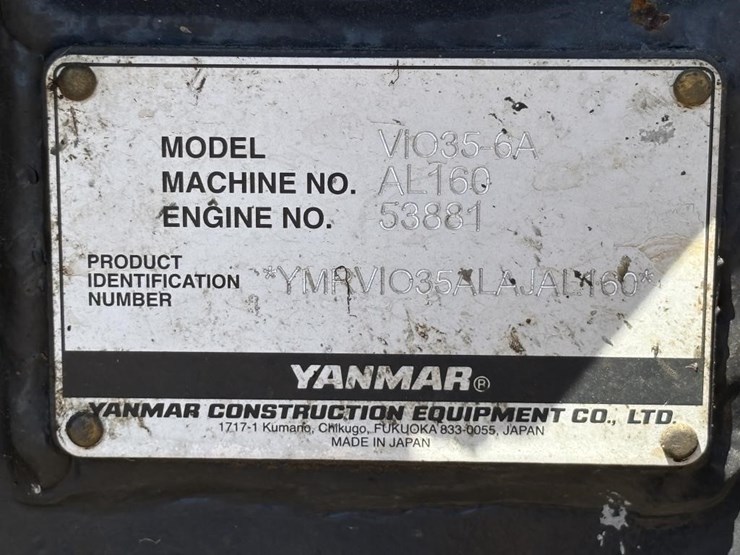 MODEL VIO35-6A
MACHINE NO. AL160
ENGINE NO. 53881
PRODUCT
IDENTIFICATION
NUMBER
*YMRVIO35ALAJAL160*
YANMAR®
YANMAR CONSTRUCTION EQUIPMENT CO., LTD.
1717-1 Kumano, Chikugo, FUKUOKA 833-0055, JAPAN
MADE IN JAPAN